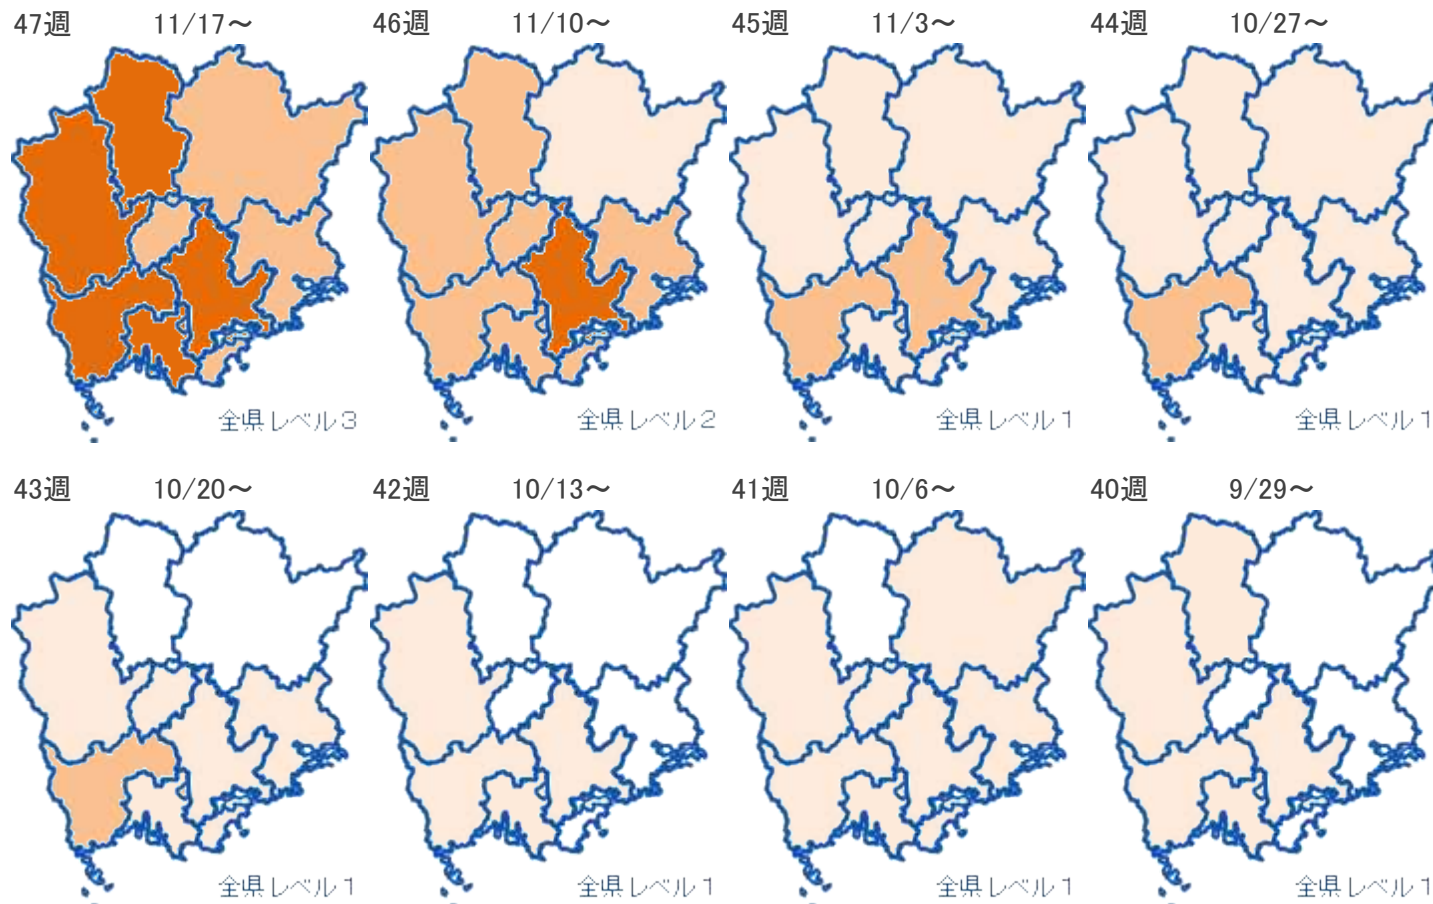 47週 11/17～
46週 11/10～
45週 11/3～
44週 10/27～
全県レベル3
全県レベル2
全県レベル1
全県レベル1
43週 10/20～
42週 10/13～
41週 10/6～
40週 9/29～
全県レベル1
全県レベル1
全県レベル1
全県レベル1